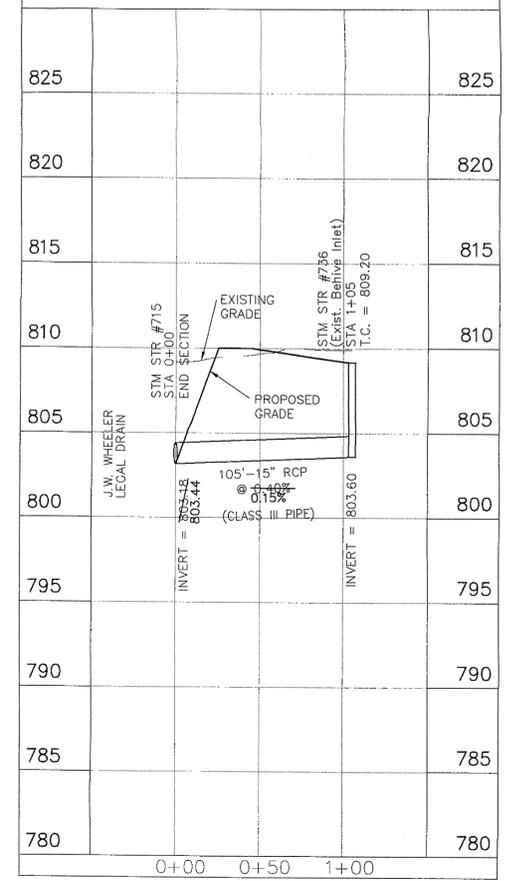 825
825
820
820
815
815
810
810
805
805
800
800
795
795
790
790
785
785
780
780
STM STR #715
STA 0+00
END SECTION
EXISTING
GRADE
PROPOSED
GRADE
STM STR #736
(Exist. Behive Inlet)
STA 1+05
T.C. = 809.20
J.W. WHEELER
LEGAL DRAIN
INVERT = 803.18
803.44
105'-15" RCP
@ 0.40%
0.15%
(CLASS III PIPE)
INVERT = 803.60
0+00
0+50
1+00